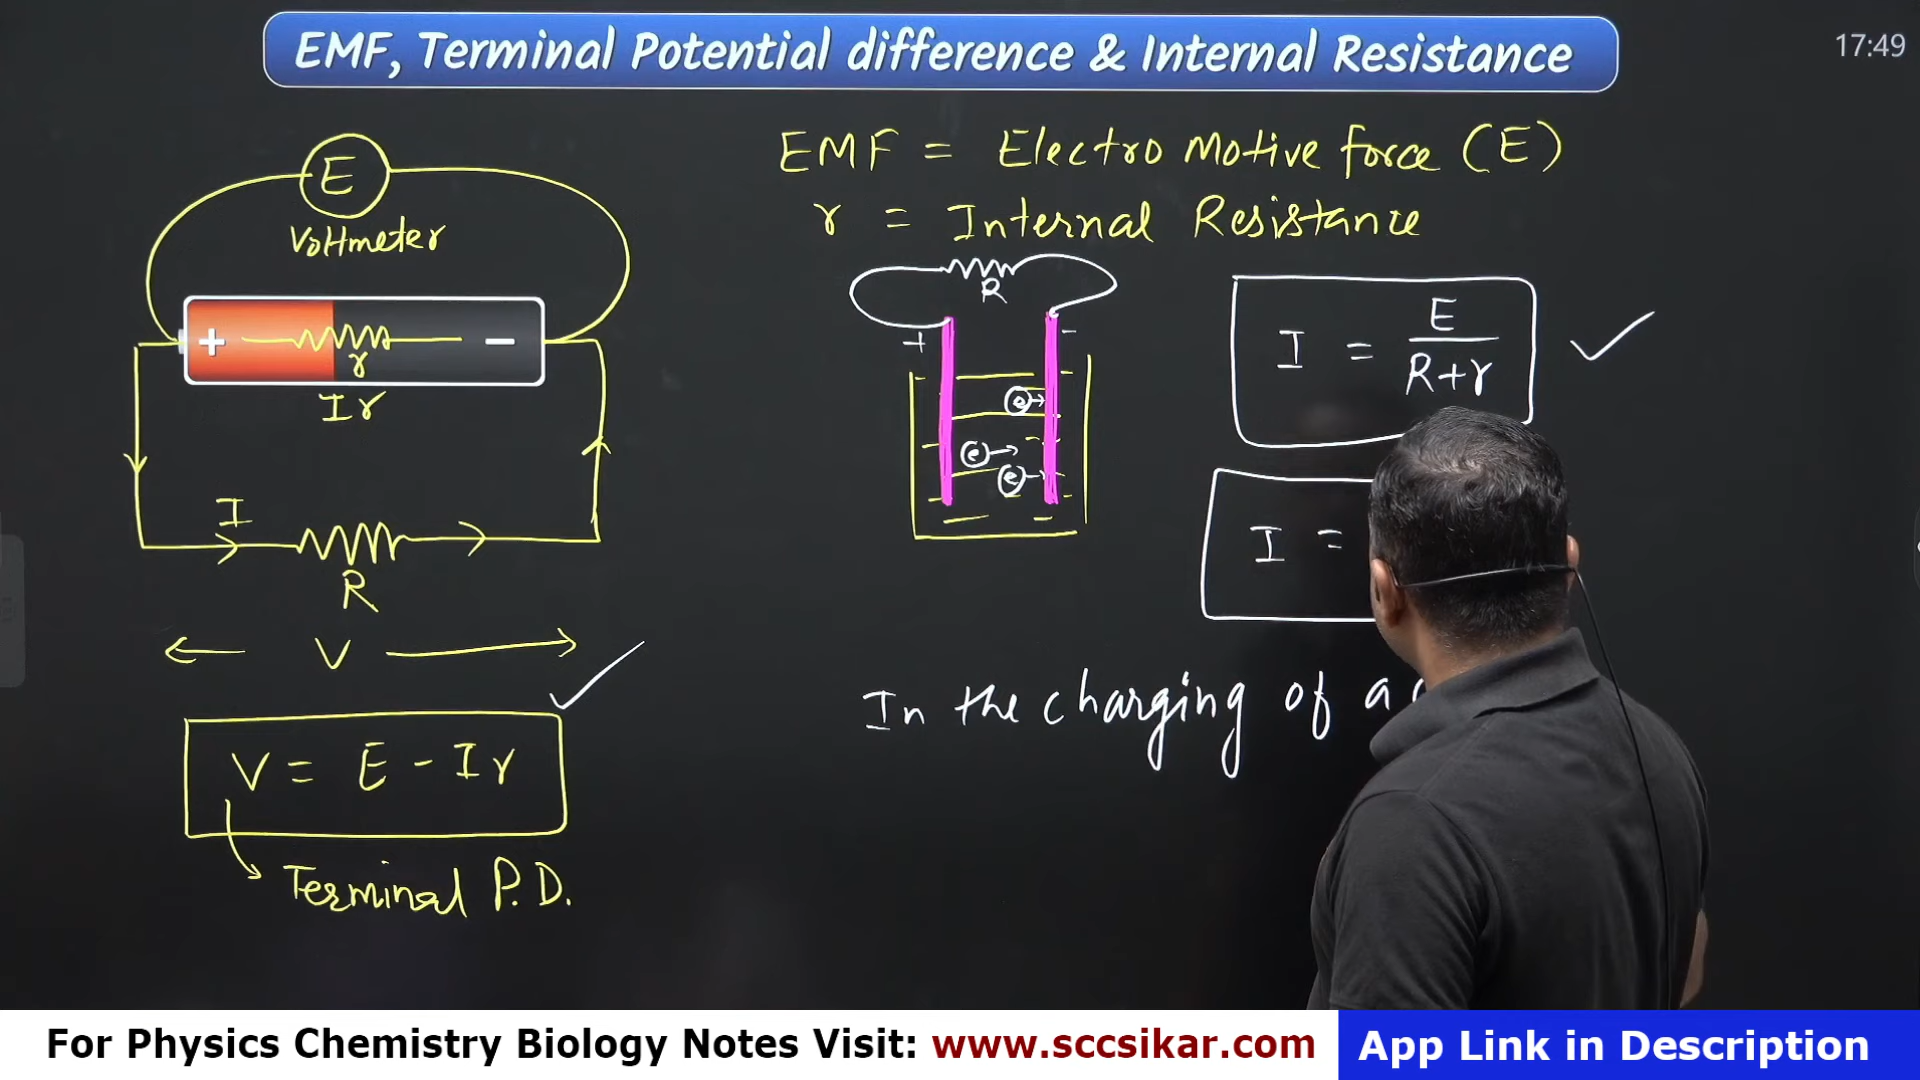 EMF, Terminal Potential difference & Internal Resistance
17:49
EMF = Electro Motive force (E)
r = Internal Resistance
E
Voltmeter
+ r −
Ir
I
R
V
V = E - Ir
Terminal P.D.
R
+ -
e
e
e
I = E / R+r
I =
In the charging of a
For Physics Chemistry Biology Notes Visit: www.sccsikar.com
App Link in Description